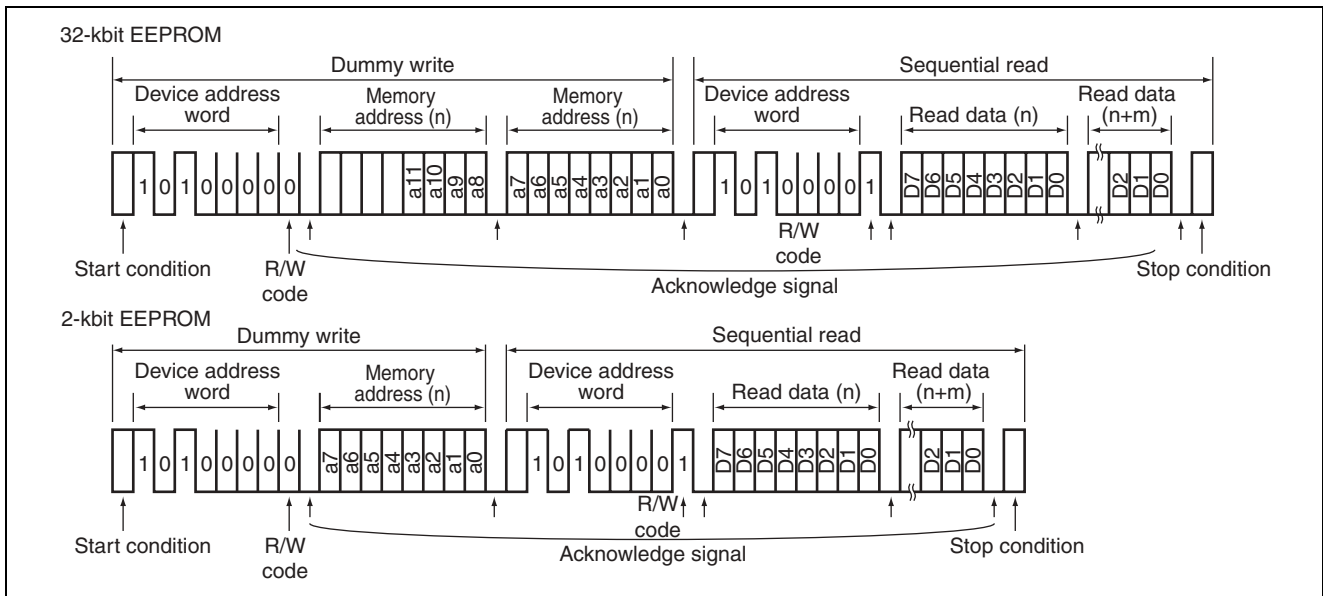 32-kbit EEPROM
Dummy write
Sequential read
Device address
word
Memory
address (n)
Memory
address (n)
Device address
word
Read data (n)
Read data
(n+m)
1 0 1 0 0 0 0 0
a11 a10 a9 a8
a7 a6 a5 a4 a3 a2 a1 a0
1 0 1 0 0 0 0 1
D7 D6 D5 D4 D3 D2 D1 D0
D2 D1 D0
Start condition
R/W
code
R/W
code
Acknowledge signal
Stop condition
2-kbit EEPROM
Dummy write
Sequential read
Device address
word
Memory
address (n)
Device address
word
Read data (n)
Read data
(n+m)
1 0 1 0 0 0 0 0
a7 a6 a5 a4 a3 a2 a1 a0
1 0 1 0 0 0 0 1
D7 D6 D5 D4 D3 D2 D1 D0
D2 D1 D0
Start condition
R/W
code
R/W
code
Acknowledge signal
Stop condition